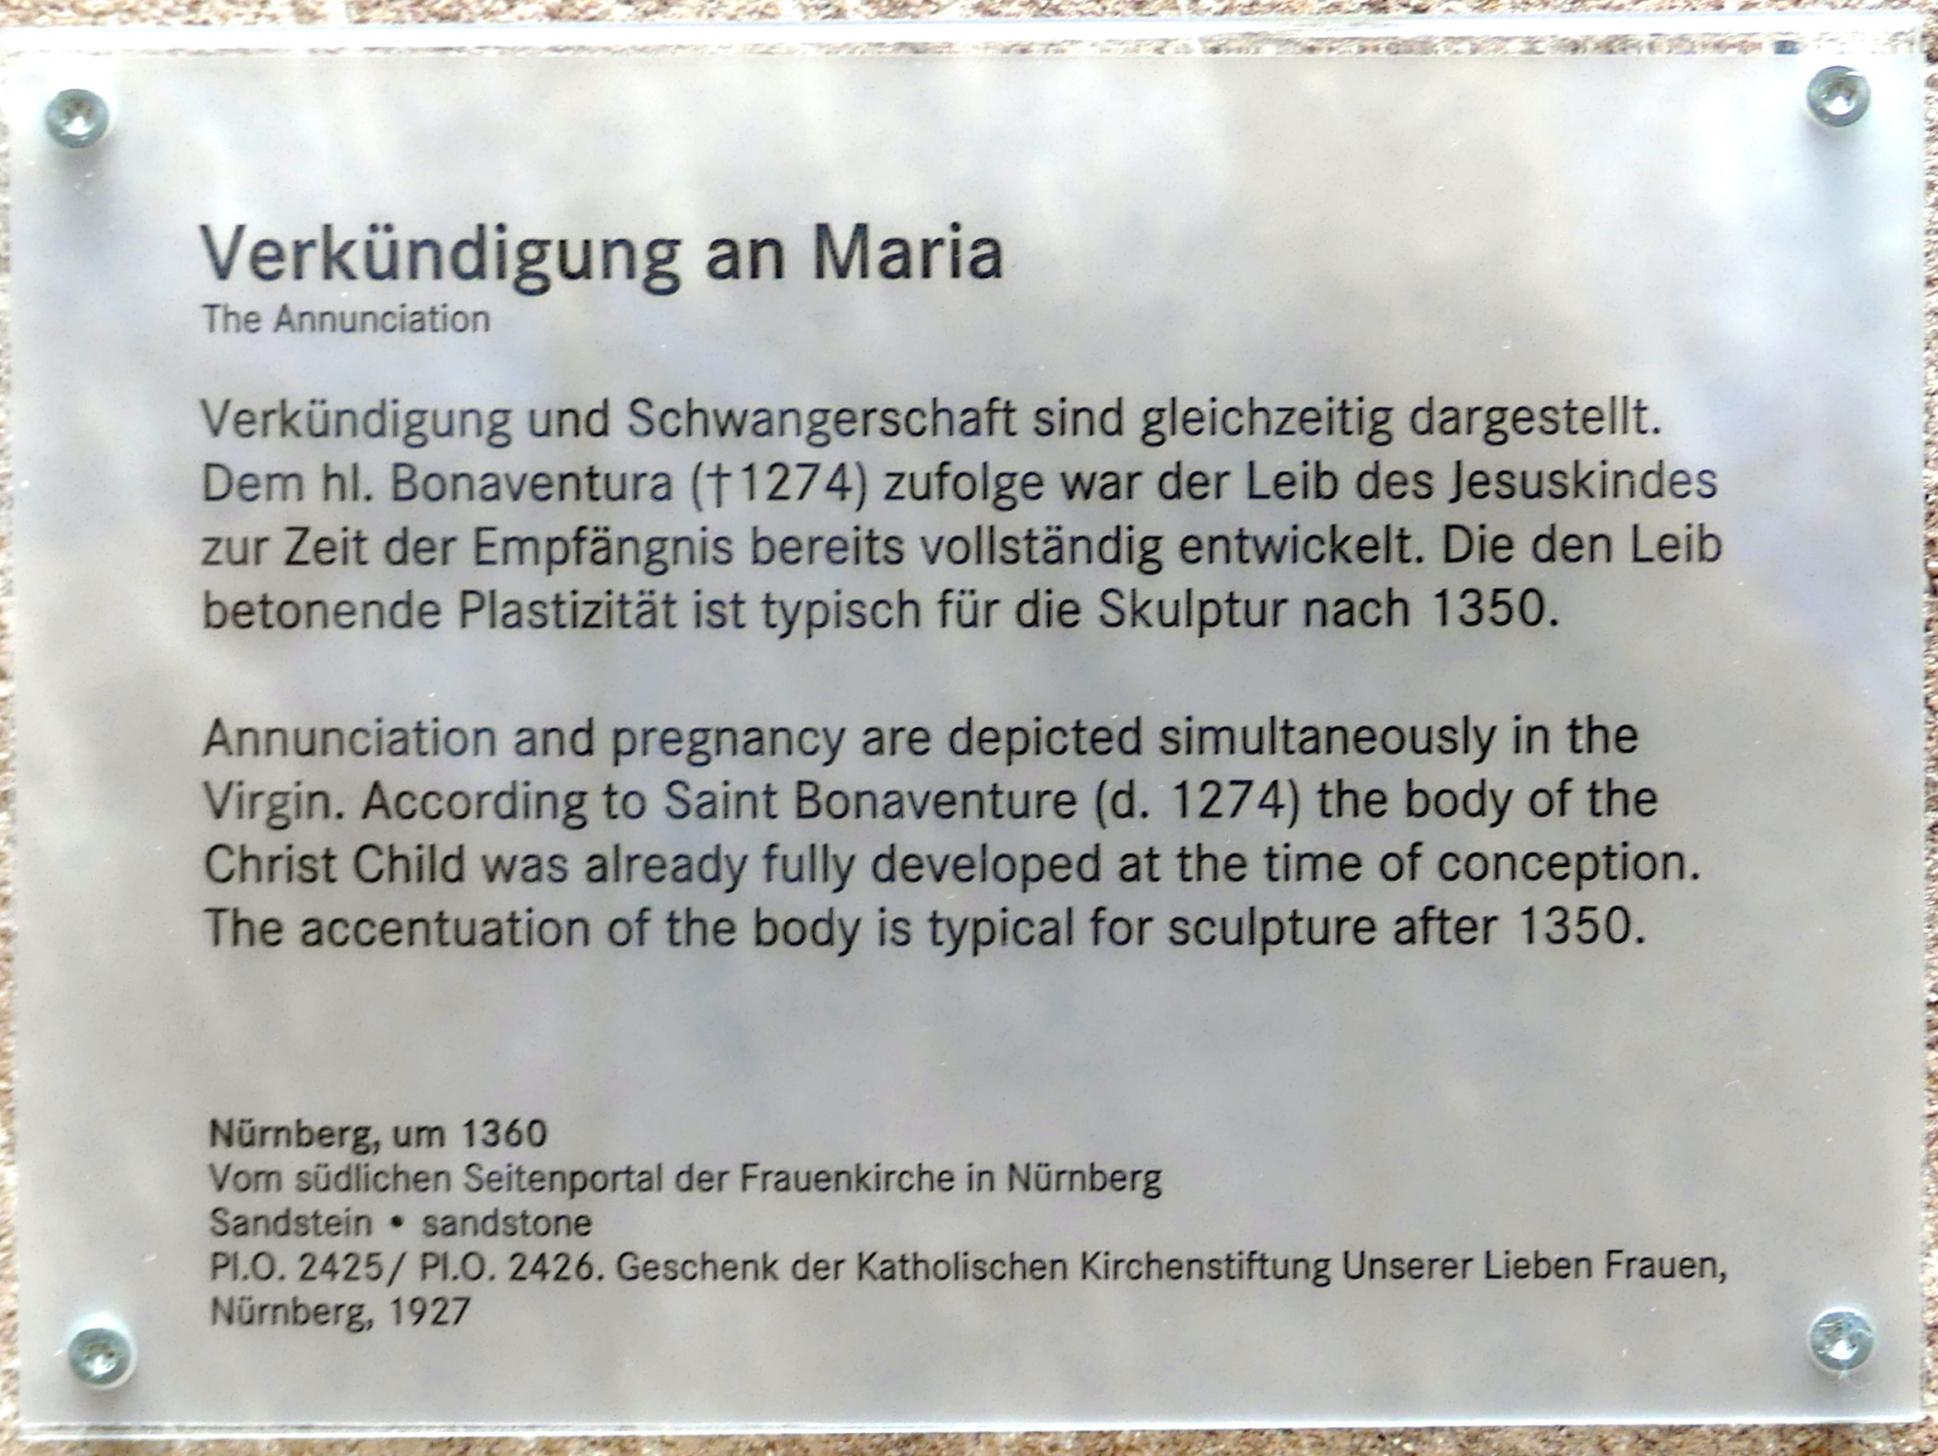 Verkündigung an Maria
The Annunciation
Verkündigung und Schwangerschaft sind gleichzeitig dargestellt.
Dem hl. Bonaventura (†1274) zufolge war der Leib des Jesuskindes
zur Zeit der Empfängnis bereits vollständig entwickelt. Die den Leib
betonende Plastizität ist typisch für die Skulptur nach 1350.
Annunciation and pregnancy are depicted simultaneously in the
Virgin. According to Saint Bonaventure (d. 1274) the body of the
Christ Child was already fully developed at the time of conception.
The accentuation of the body is typical for sculpture after 1350.
Nürnberg, um 1360
Vom südlichen Seitenportal der Frauenkirche in Nürnberg
Sandstein • sandstone
Pl.O. 2425/ Pl.O. 2426. Geschenk der Katholischen Kirchenstiftung Unserer Lieben Frauen,
Nürnberg, 1927